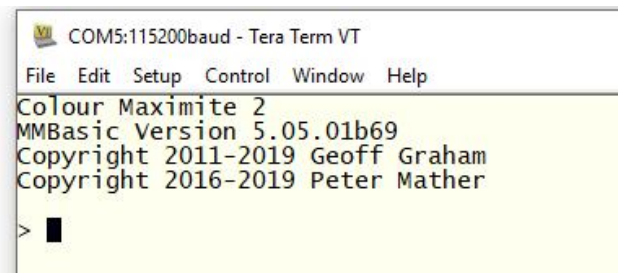 COM5:115200baud - Tera Term VT
File Edit Setup Control Window Help
Colour Maximite 2
MMBasic Version 5.05.01b69
Copyright 2011-2019 Geoff Graham
Copyright 2016-2019 Peter Mather
>